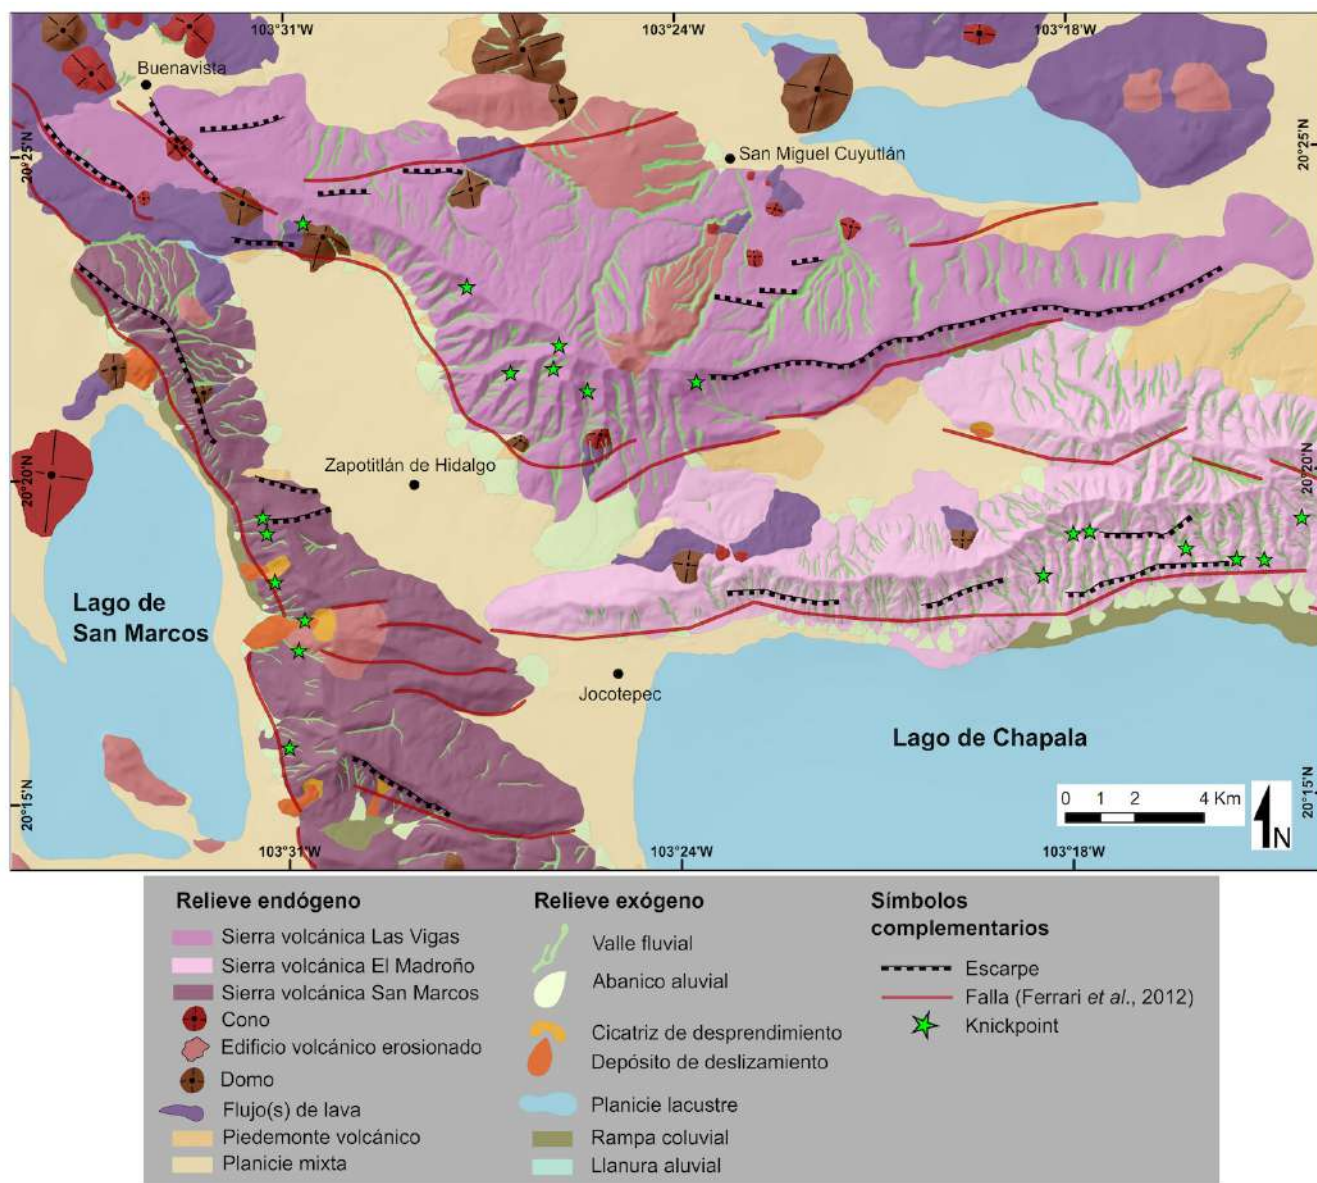 103°31'W
103°24'W
103°18'W
Buenavista
20°25'N
San Miguel Cuyutlán
20°25'N
Zapotitlán de Hidalgo
20°20'N
20°20'N
Lago de
San Marcos
Jocotepec
Lago de Chapala
20°15'N
0 1 2 4 Km
N
20°15'N
103°31'W
103°24'W
103°18'W
Relieve endógeno
Sierra volcánica Las Vigas
Sierra volcánica El Madroño
Sierra volcánica San Marcos
Cono
Edificio volcánico erosionado
Domo
Flujo(s) de lava
Piedemonte volcánico
Planicie mixta
Relieve exógeno
Valle fluvial
Abanico aluvial
Cicatriz de desprendimiento
Depósito de deslizamiento
Planicie lacustre
Rampa coluvial
Llanura aluvial
Símbolos
complementarios
Escarpe
Falla (Ferrari et al., 2012)
Knickpoint